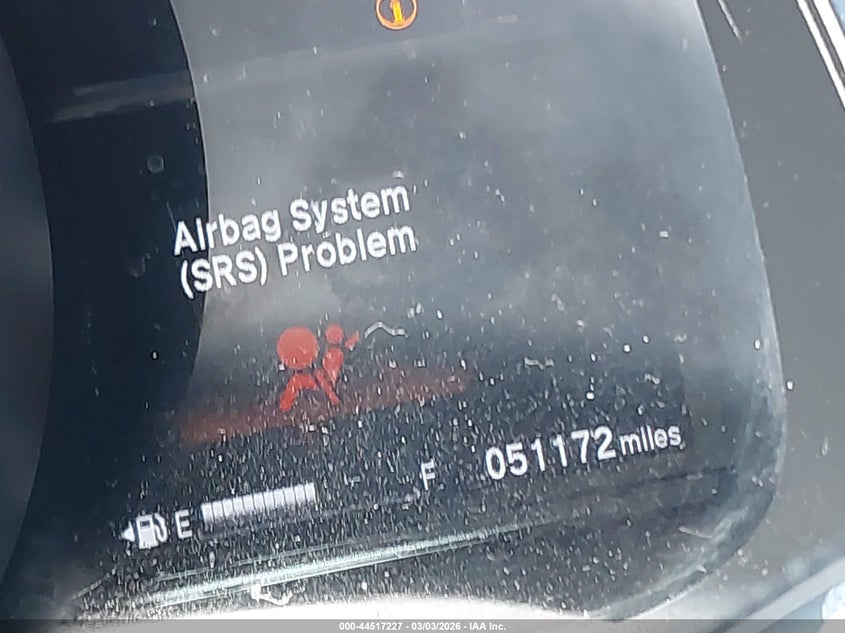 Airbag System
(SRS) Problem
E
F
051172 miles
000-44517227 - 03/03/2026 - IAA Inc.